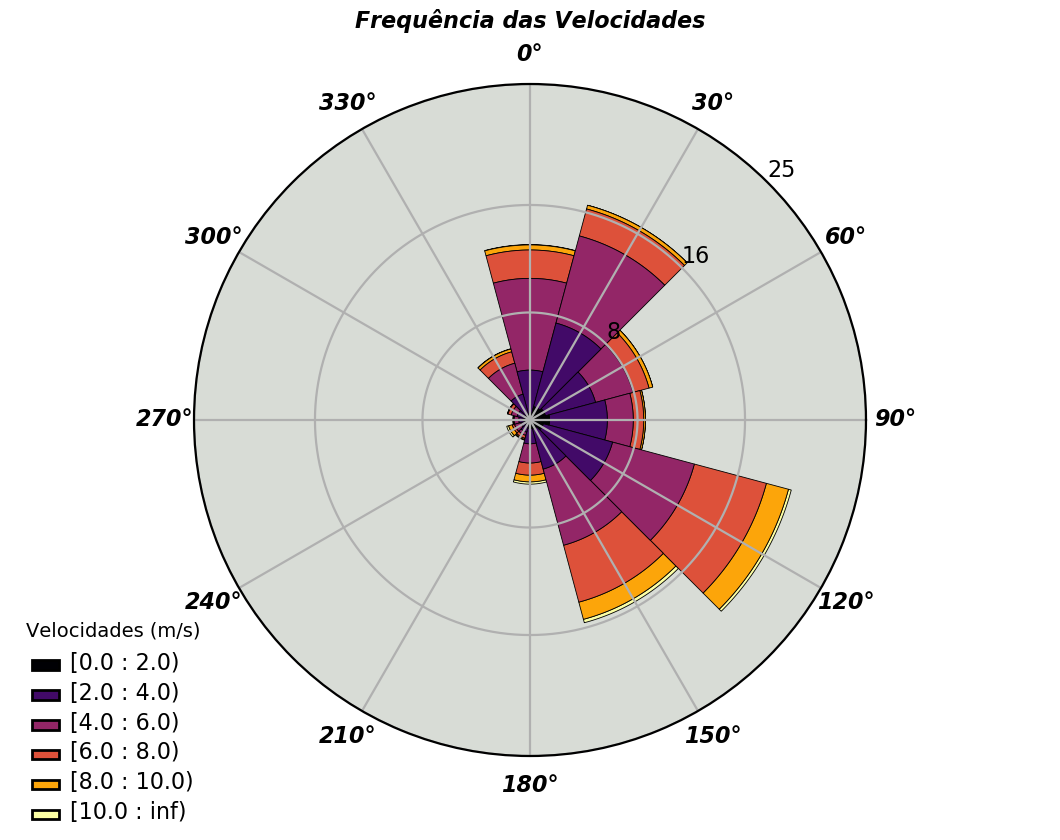 Frequência das Velocidades
0°
330°
30°
25
300°
60°
16
8
270°
90°
240°
120°
210°
150°
180°
Velocidades (m/s)
[0.0 : 2.0)
[2.0 : 4.0)
[4.0 : 6.0)
[6.0 : 8.0)
[8.0 : 10.0)
[10.0 : inf)